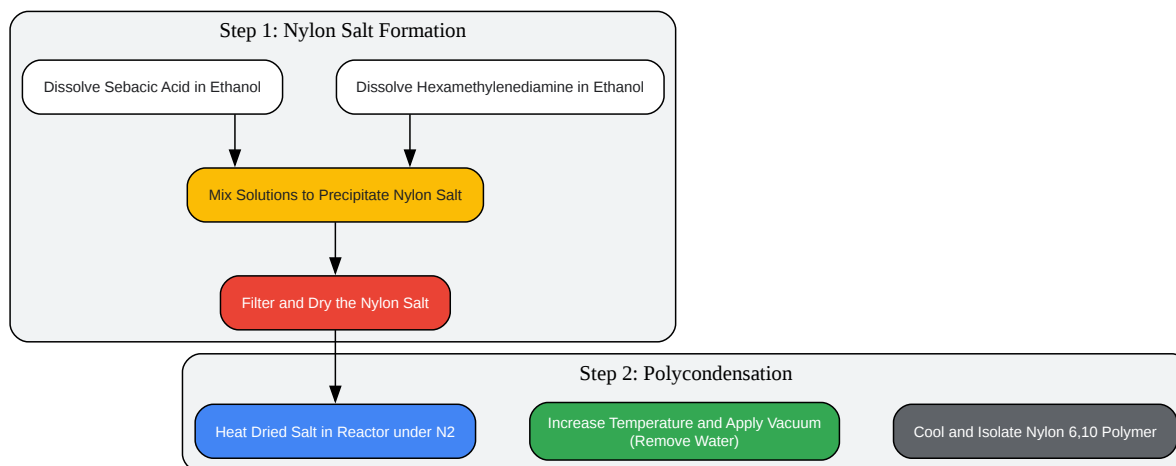 Step 1: Nylon Salt Formation
Dissolve Sebacic Acid in Ethanol
Dissolve Hexamethylenediamine in Ethanol
Mix Solutions to Precipitate Nylon Salt
Filter and Dry the Nylon Salt
Step 2: Polycondensation
Heat Dried Salt in Reactor under N2
Increase Temperature and Apply Vacuum
(Remove Water)
Cool and Isolate Nylon 6,10 Polymer